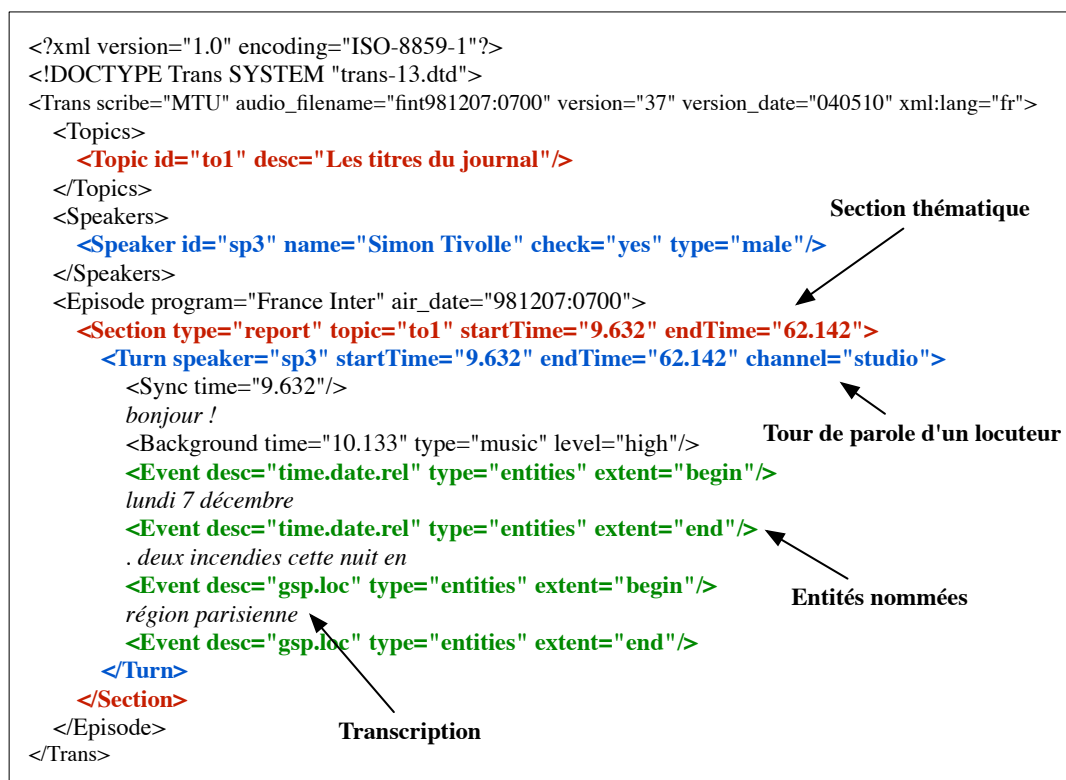 <?xml version="1.0" encoding="ISO-8859-1"?>
<!DOCTYPE Trans SYSTEM "trans-13.dtd">
<Trans scribe="MTU" audio_filename="fint981207:0700" version="37" version_date="040510" xml:lang="fr">
<Topics>
<Topic id="to1" desc="Les titres du journal"/>
</Topics>
<Speakers>
Section thématique
<Speaker id="sp3" name="Simon Tivolle" check="yes" type="male"/>
</Speakers>
<Episode program="France Inter" air_date="981207:0700">
<Section type="report" topic="to1" startTime="9.632" endTime="62.142">
<Turn speaker="sp3" startTime="9.632" endTime="62.142" channel="studio">
<Sync time="9.632"/>
bonjour !
Tour de parole d'un locuteur
<Background time="10.133" type="music" level="high"/>
<Event desc="time.date.rel" type="entities" extent="begin"/>
lundi 7 décembre
<Event desc="time.date.rel" type="entities" extent="end"/>
. deux incendies cette nuit en
<Event desc="gsp.loc" type="entities" extent="begin"/>
Entités nommées
région parisienne
<Event desc="gsp.loc" type="entities" extent="end"/>
</Turn>
</Section>
</Episode>
Transcription
</Trans>